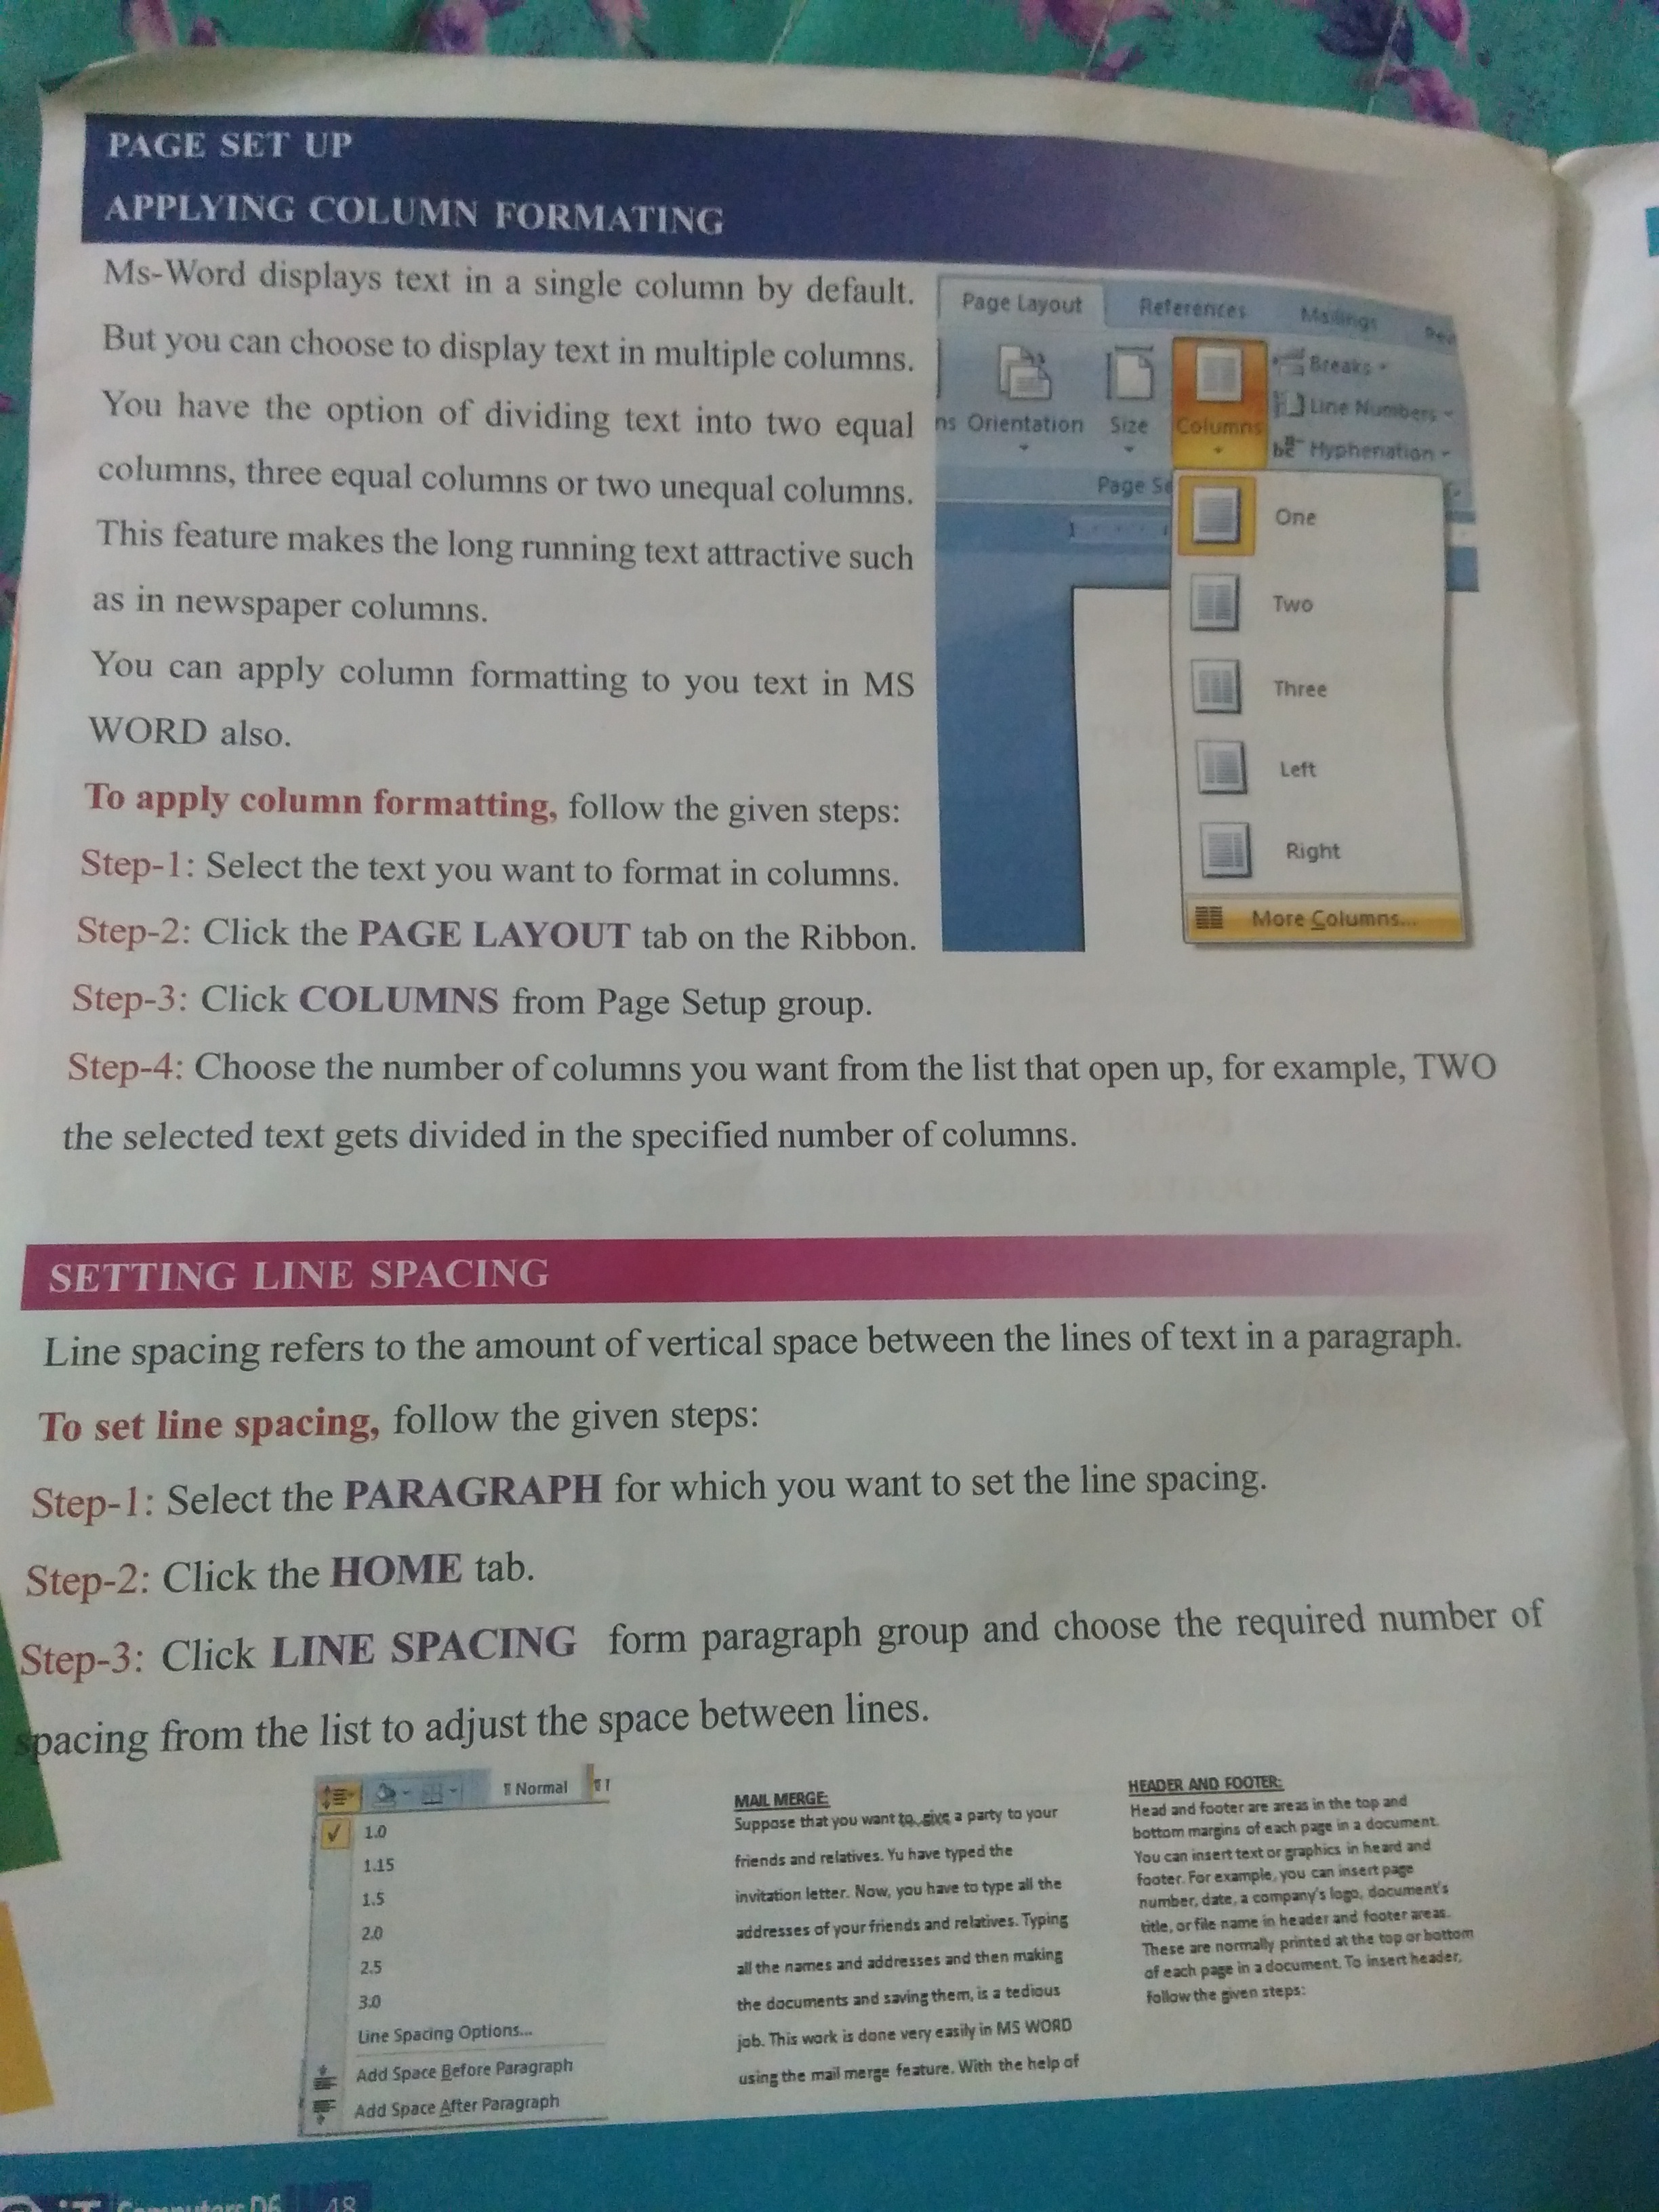 PAGE SET UP
APPLYING COLUMN FORMATING
Ms-Word displays text in a single column by default.
But you can choose to display text in multiple columns.
You have the option of dividing text into two equal
columns, three equal columns or two unequal columns.
This feature makes the long running text attractive such
as in newspaper columns.
You can apply column formatting to you text in MS
WORD also.
To apply column formatting, follow the given steps:
Step-1: Select the text you want to format in columns.
Step-2: Click the PAGE LAYOUT tab on the Ribbon.
Step-3: Click COLUMNS from Page Setup group.
Step-4: Choose the number of columns you want from the list that open up, for example, TWO
the selected text gets divided in the specified number of columns.
Page Layout References Mailings
Breaks
Line Numbers
ns Orientation Size Columns
Hyphenation
Page Se
One
Two
Three
Left
Right
More Columns...
SETTING LINE SPACING
Line spacing refers to the amount of vertical space between the lines of text in a paragraph.
To set line spacing, follow the given steps:
Step-1: Select the PARAGRAPH for which you want to set the line spacing.
Step-2: Click the HOME tab.
Step-3: Click LINE SPACING form paragraph group and choose the required number of
spacing from the list to adjust the space between lines.
¶ Normal
1.0
1.15
1.5
2.0
2.5
3.0
Line Spacing Options...
Add Space Before Paragraph
Add Space After Paragraph
MAIL MERGE:
Suppose that you want to give a party to your
friends and relatives. Yu have typed the
invitation letter. Now, you have to type all the
addresses of your friends and relatives. Typing
all the names and addresses and then making
the documents and saving them, is a tedious
job. This work is done very easily in MS WORD
using the mail merge feature. With the help of
HEADER AND FOOTER:
Head and footer are areas in the top and
bottom margins of each page in a document.
You can insert text or graphics in heard and
footer. For example, you can insert page
number, date, a company's logo, document's
title, or file name in header and footer areas.
These are normally printed at the top or bottom
of each page in a document. To insert header,
follow the given steps:
Computers 48